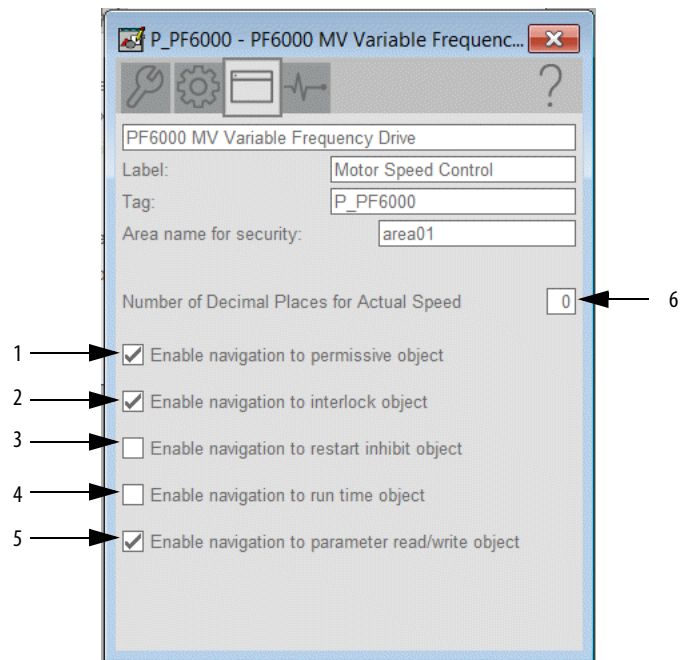 P_PF6000 - PF6000 MV Variable Frequenc...
?
PF6000 MV Variable Frequency Drive
Label: Motor Speed Control
Tag: P_PF6000
Area name for security: area01
Number of Decimal Places for Actual Speed 0 6
1 Enable navigation to permissive object
2 Enable navigation to interlock object
3 Enable navigation to restart inhibit object
4 Enable navigation to run time object
5 Enable navigation to parameter read/write object